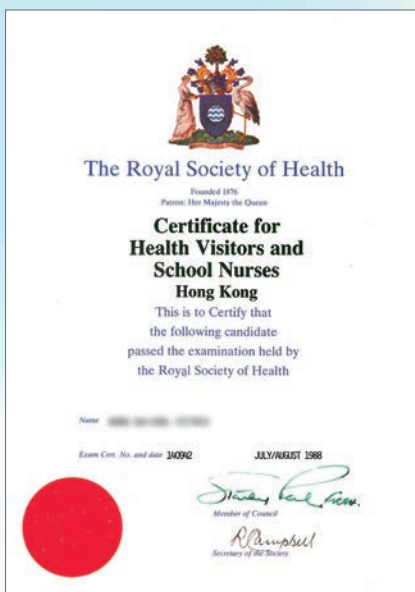 The Royal Society of Health
Founded 1876
Patron: Her Majesty the Queen
Certificate for
Health Visitors and
School Nurses
Hong Kong
This is to Certify that
the following candidate
passed the examination held by
the Royal Society of Health
Name
Exam Cert. No. and date 140942 JULY/AUGUST 1988
Member of Council
R Campbell
Secretary of the Society